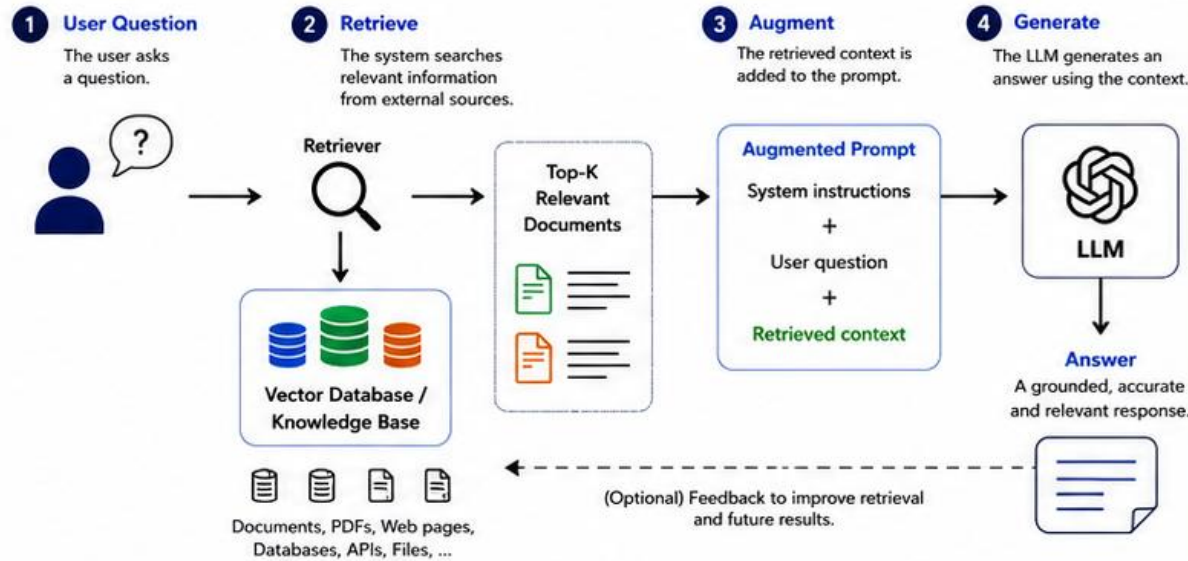 1 User Question
The user asks
a question.
?
2 Retrieve
The system searches
relevant information
from external sources.
Retriever
Vector Database /
Knowledge Base
Documents, PDFs, Web pages,
Databases, APIs, Files, ...
Top-K
Relevant
Documents
3 Augment
The retrieved context is
added to the prompt.
Augmented Prompt
System instructions
+
User question
+
Retrieved context
4 Generate
The LLM generates an
answer using the context.
LLM
Answer
A grounded, accurate
and relevant response.
(Optional) Feedback to improve retrieval
and future results.